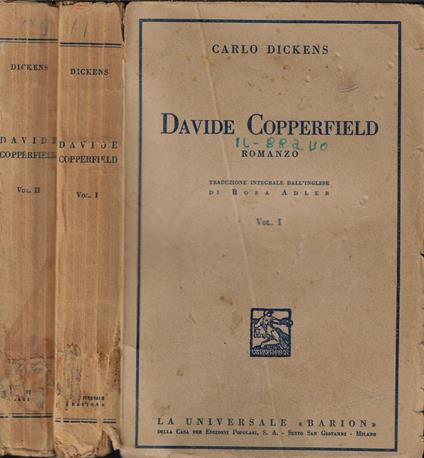 DICKENS
DAVIDE
COPPERFIELD
VOL. II
DICKENS
DAVIDE
COPPERFIELD
VOL. I
CARLO DICKENS
DAVIDE COPPERFIELD
IL-BRAVO
ROMANZO
TRADUZIONE INTEGRALE DALL'INGLESE
DI ROSA ADLER
VOL. I
LA UNIVERSALE «BARION»
DELLA CASA PER EDIZIONI POPOLARI, S. A. - SESTO SAN GIOVANNI - MILANO